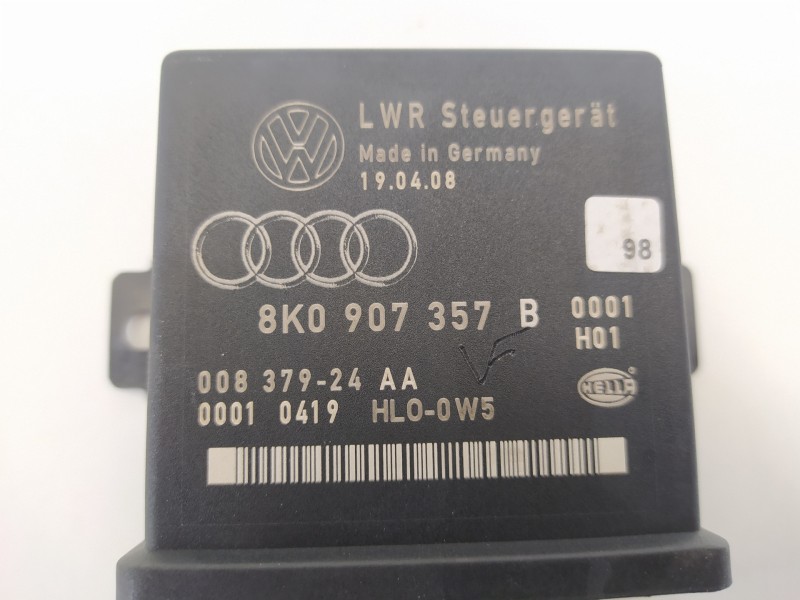 LWR Steuergerät
Made in Germany
19.04.08
98
8K0 907 357 B 0001
H01
008 379-24 AA
0001 0419 HLO-0W5
HELLA